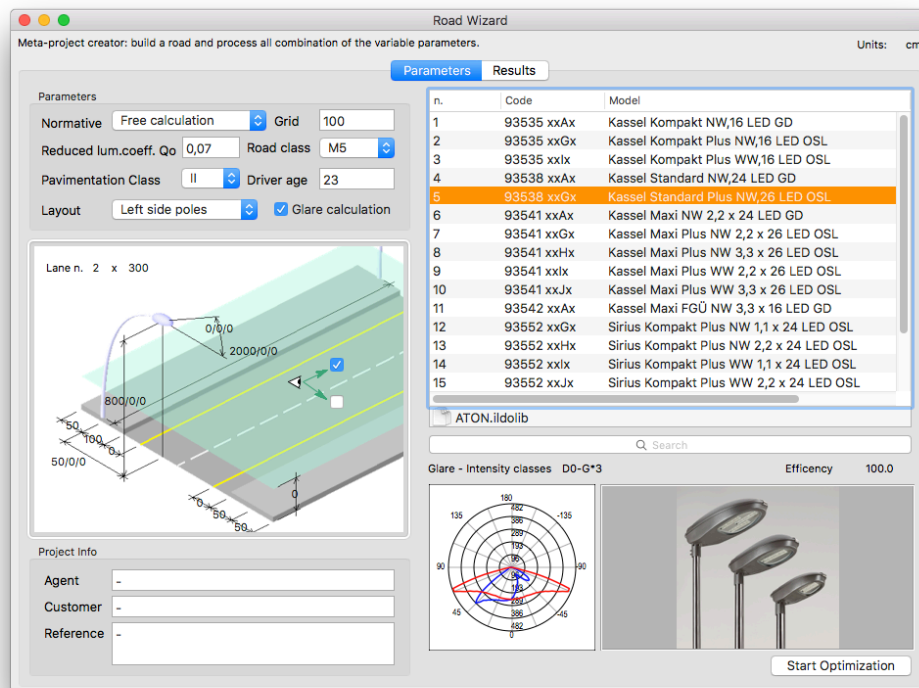 Road Wizard
Meta-project creator: build a road and process all combination of the variable parameters.
Units: cm
Parameters Results
Parameters
Normative Free calculation Grid 100
Reduced lum.coeff. Qo 0,07 Road class M5
Pavimentation Class II Driver age 23
Layout Left side poles Glare calculation
n. Code Model
1 93535 xxAx Kassel Kompakt NW,16 LED GD
2 93535 xxGx Kassel Kompakt Plus NW,16 LED OSL
3 93535 xxIx Kassel Kompakt Plus WW,16 LED OSL
4 93538 xxAx Kassel Standard NW,24 LED GD
5 93538 xxGx Kassel Standard Plus NW,26 LED OSL
6 93541 xxAx Kassel Maxi NW 2,2 x 24 LED GD
7 93541 xxGx Kassel Maxi Plus NW 2,2 x 26 LED OSL
8 93541 xxHx Kassel Maxi Plus NW 3,3 x 26 LED OSL
9 93541 xxIx Kassel Maxi Plus WW 2,2 x 26 LED OSL
10 93541 xxJx Kassel Maxi Plus WW 3,3 x 26 LED OSL
11 93542 xxAx Kassel Maxi FGÜ NW 3,3 x 16 LED GD
12 93552 xxGx Sirius Kompakt Plus NW 1,1 x 24 LED OSL
13 93552 xxHx Sirius Kompakt Plus NW 2,2 x 24 LED OSL
14 93552 xxIx Sirius Kompakt Plus WW 1,1 x 24 LED OSL
15 93552 xxJx Sirius Kompakt Plus WW 2,2 x 24 LED OSL
ATON.ildolib
Search
Glare - Intensity classes D0-G*3 Efficency 100.0
Lane n. 2 x 300
0/0/0
2000/0/0
800/0/0
50
100
0
50/0/0
0
0
50
50
180
135 -135
90 -90
45 -45
0
482
386
289
193
96
96
193
289
386
482
Project Info
Agent -
Customer -
Reference -
Start Optimization